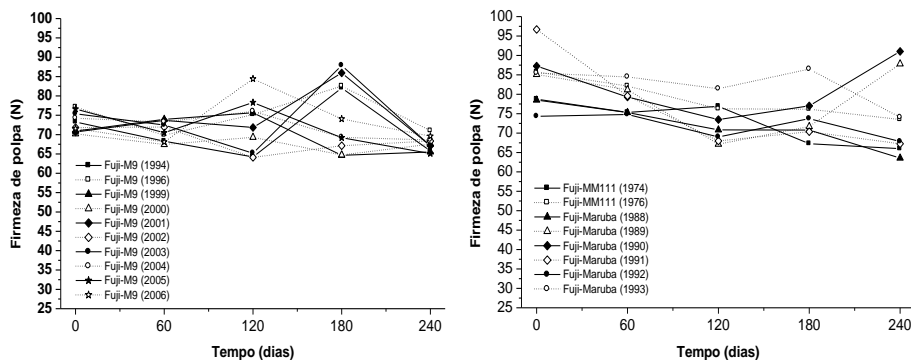 100
95
90
85
80
75
70
65
60
55
50
45
40
35
30
25
Firmeza de polpa (N)
Fuji-M9 (1994)
Fuji-M9 (1996)
Fuji-M9 (1999)
Fuji-M9 (2000)
Fuji-M9 (2001)
Fuji-M9 (2002)
Fuji-M9 (2003)
Fuji-M9 (2004)
Fuji-M9 (2005)
Fuji-M9 (2006)
0 60 120 180 240
Tempo (dias)
100
95
90
85
80
75
70
65
60
55
50
45
40
35
30
25
Firmeza de polpa (N)
Fuji-MM111 (1974)
Fuji-MM111 (1976)
Fuji-Maruba (1988)
Fuji-Maruba (1989)
Fuji-Maruba (1990)
Fuji-Maruba (1991)
Fuji-Maruba (1992)
Fuji-Maruba (1993)
0 60 120 180 240
Tempo (dias)